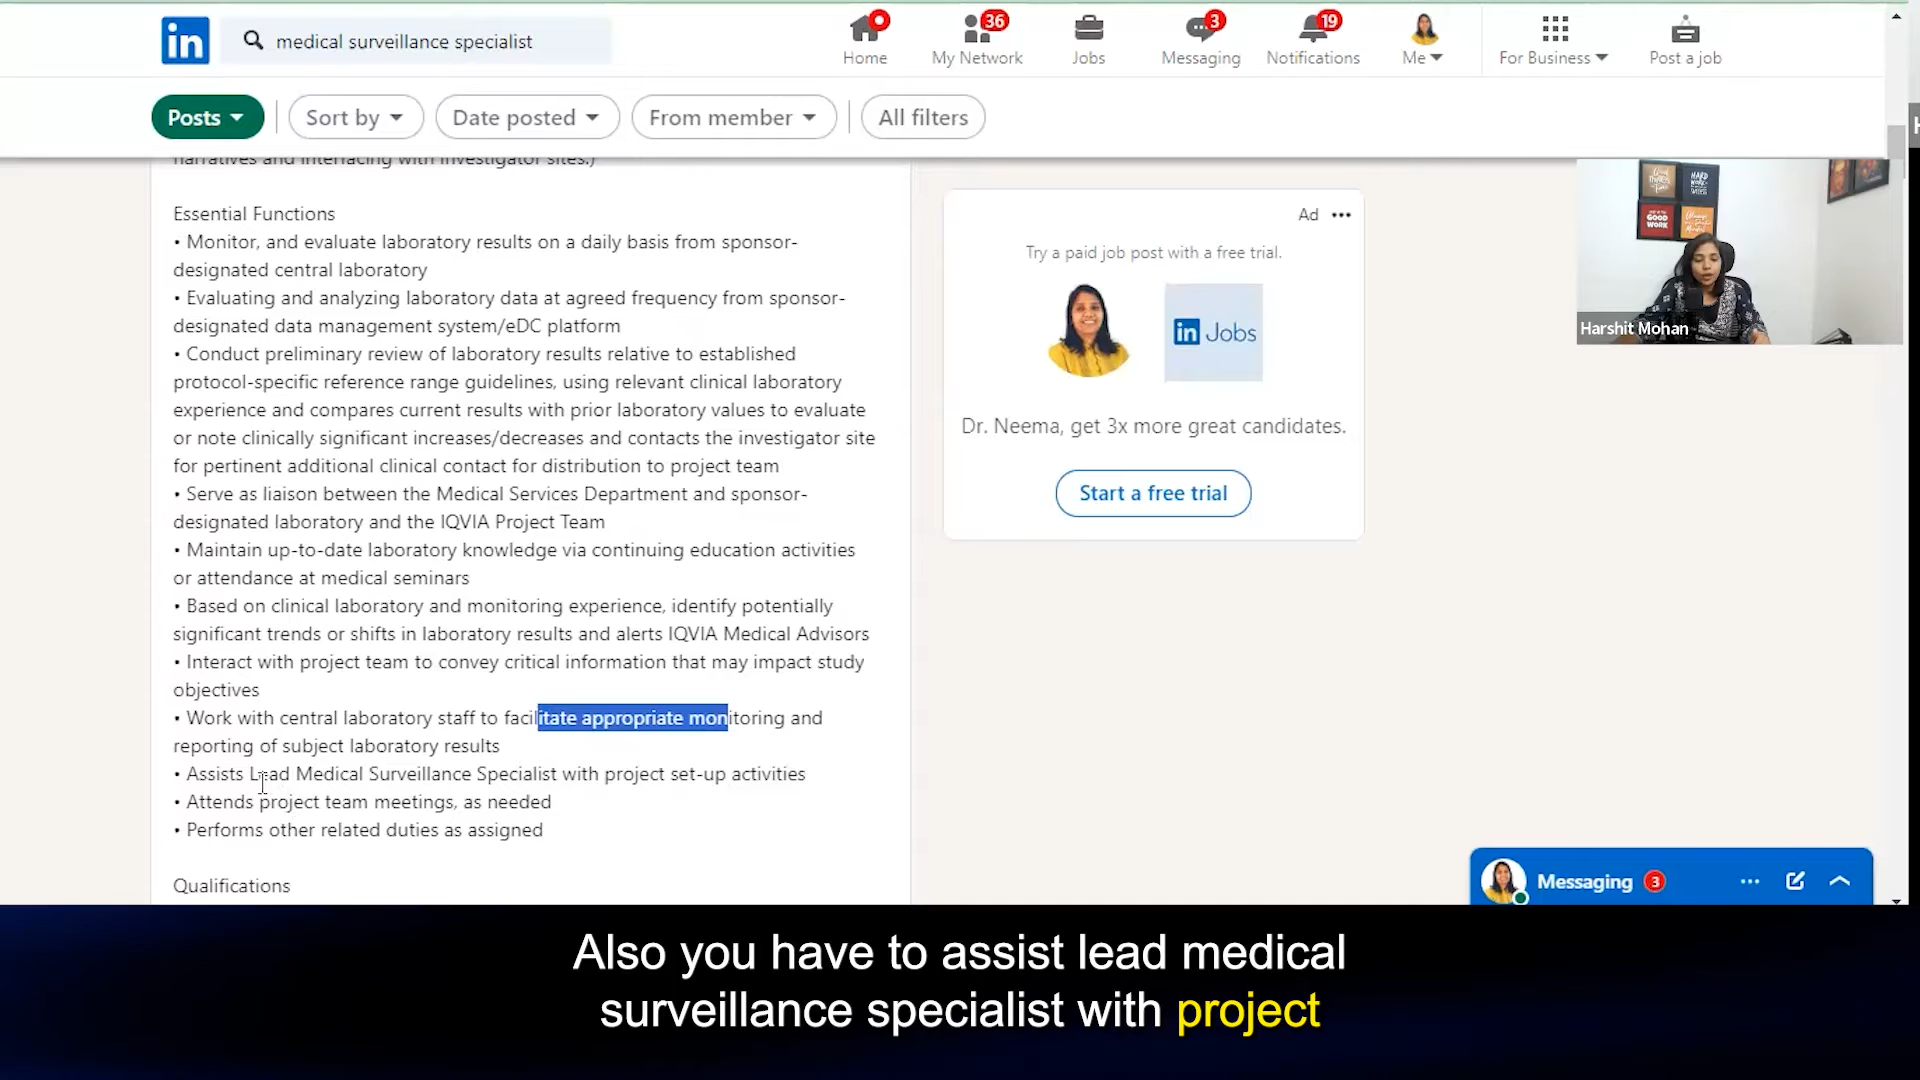 in
medical surveillance specialist
36
3
19
Home
My Network
Jobs
Messaging
Notifications
Me
For Business
Post a job
Posts
Sort by
Date posted
From member
All filters
narratives and interfacing with investigator sites.)
Essential Functions
• Monitor, and evaluate laboratory results on a daily basis from sponsor-
designated central laboratory
• Evaluating and analyzing laboratory data at agreed frequency from sponsor-
designated data management system/eDC platform
• Conduct preliminary review of laboratory results relative to established
protocol-specific reference range guidelines, using relevant clinical laboratory
experience and compares current results with prior laboratory values to evaluate
or note clinically significant increases/decreases and contacts the investigator site
for pertinent additional clinical contact for distribution to project team
• Serve as liaison between the Medical Services Department and sponsor-
designated laboratory and the IQVIA Project Team
• Maintain up-to-date laboratory knowledge via continuing education activities
or attendance at medical seminars
• Based on clinical laboratory and monitoring experience, identify potentially
significant trends or shifts in laboratory results and alerts IQVIA Medical Advisors
• Interact with project team to convey critical information that may impact study
objectives
• Work with central laboratory staff to facilitate appropriate monitoring and
reporting of subject laboratory results
• Assists Lead Medical Surveillance Specialist with project set-up activities
• Attends project team meetings, as needed
• Performs other related duties as assigned
Qualifications
Ad
Try a paid job post with a free trial.
in Jobs
Dr. Neema, get 3x more great candidates.
Start a free trial
HARD
GOOD
WORK
Harshit Mohan
Messaging 3
Also you have to assist lead medical
surveillance specialist with project